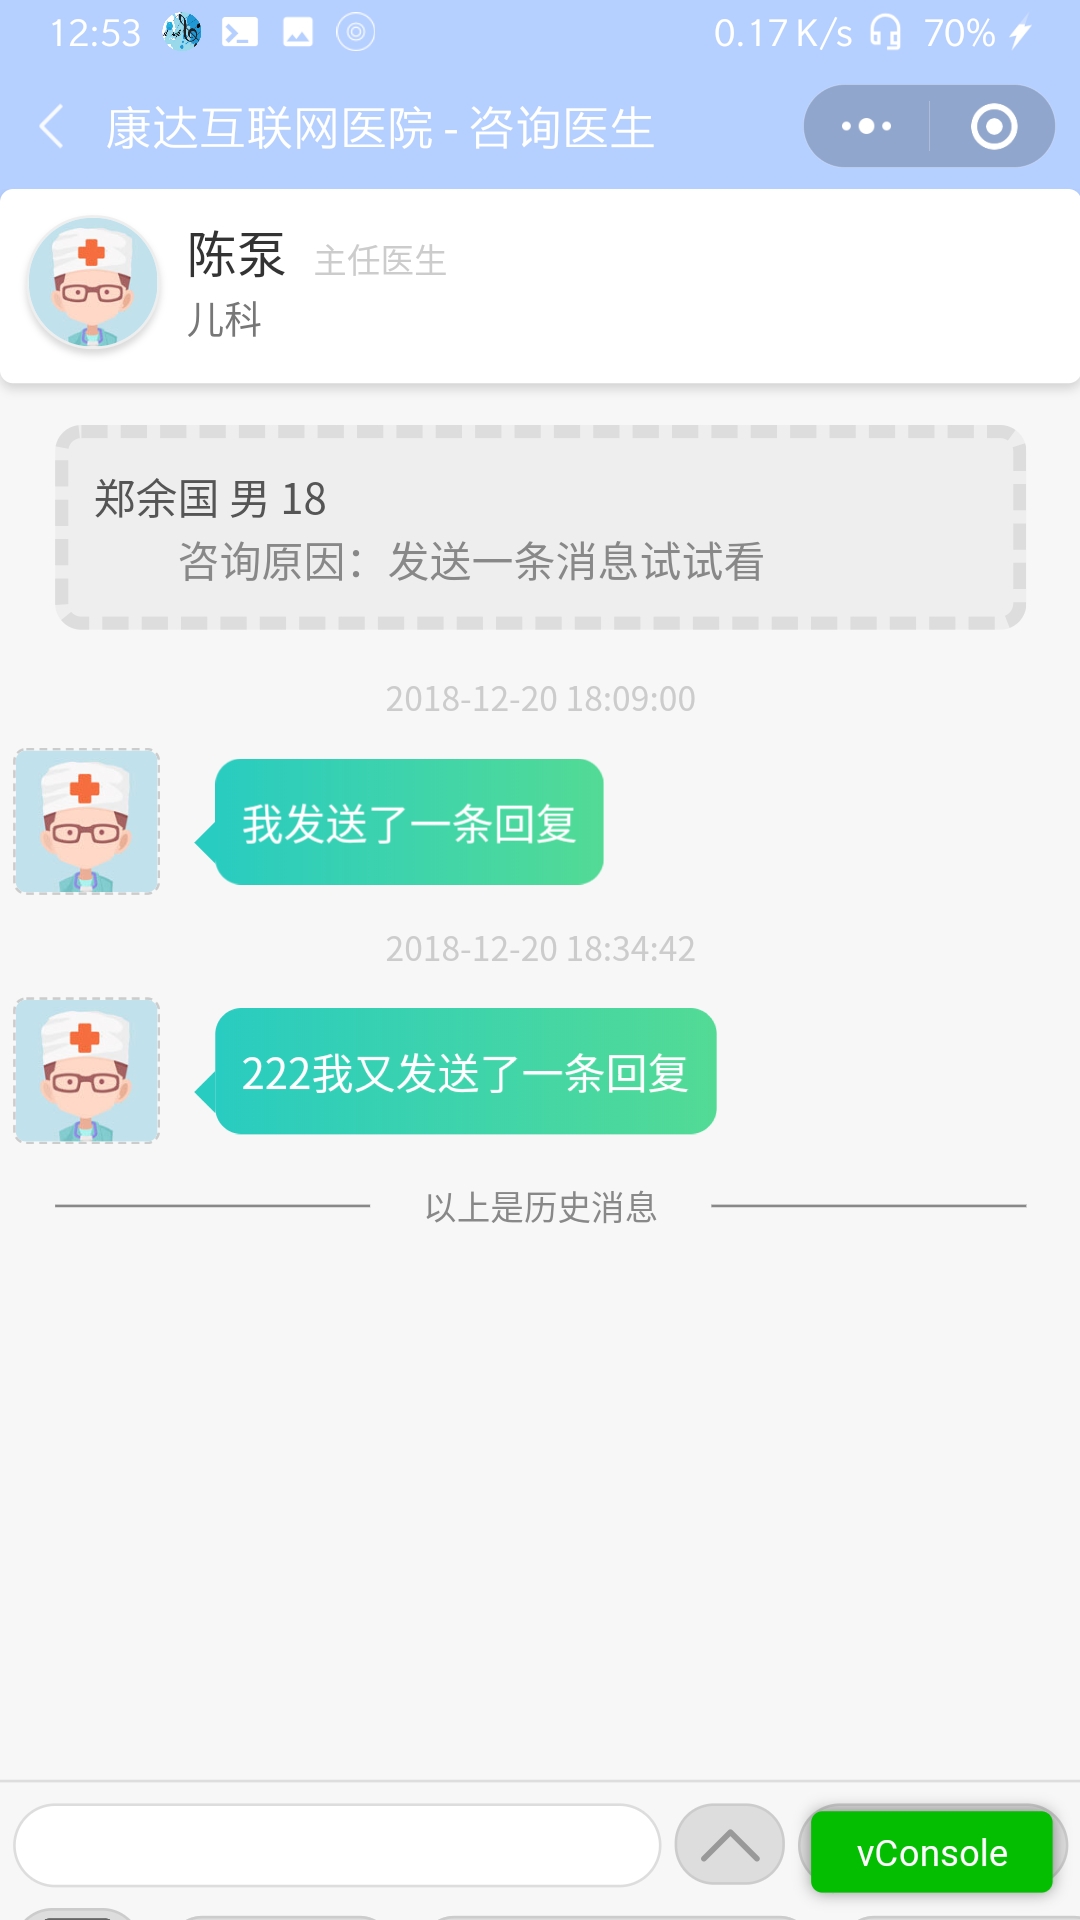 12:53 0.17 K/s 70%
康达互联网医院 - 咨询医生
陈泵 主任医生
儿科
郑余国 男 18
咨询原因：发送一条消息试试看
2018-12-20 18:09:00
我发送了一条回复
2018-12-20 18:34:42
222我又发送了一条回复
以上是历史消息
vConsole